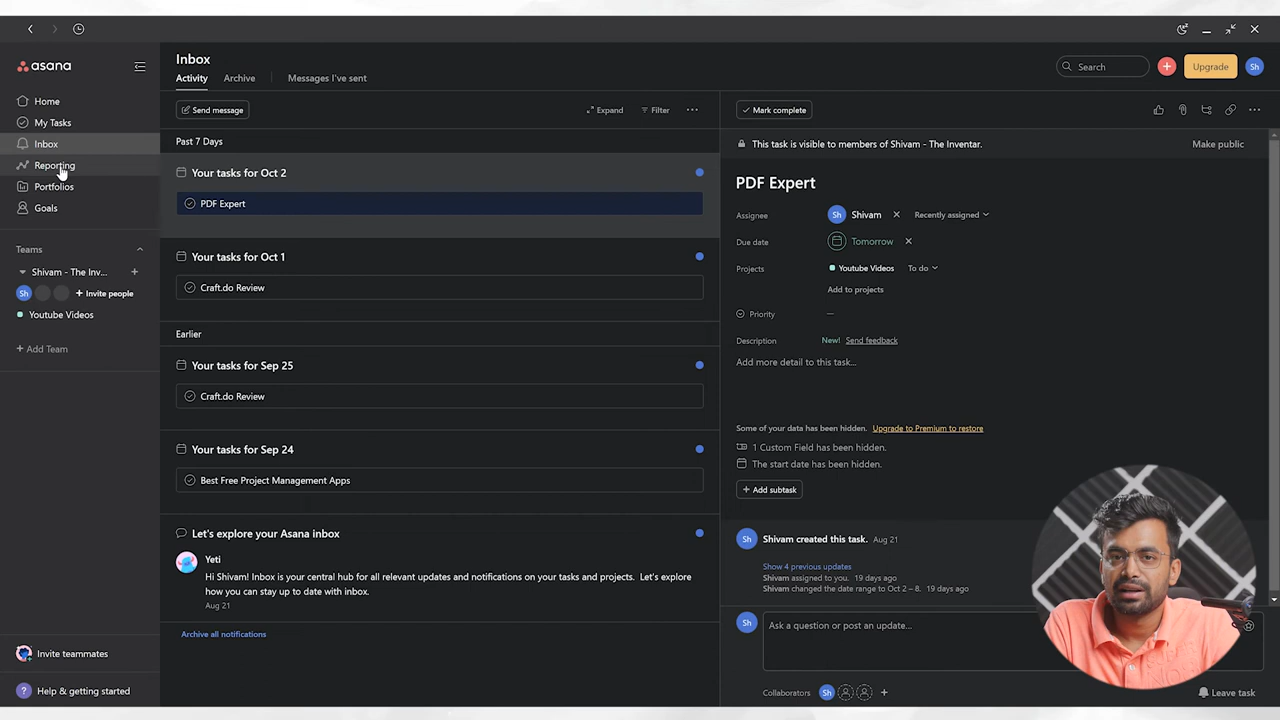 asana
Home
My Tasks
Inbox
Reporting
Portfolios
Goals
Teams
Shivam - The Inv...
Sh
Invite people
Youtube Videos
+ Add Team
Invite teammates
? Help & getting started
Inbox
Activity
Archive
Messages I've sent
Search
Upgrade
Sh
Send message
Expand
Filter
Past 7 Days
Your tasks for Oct 2
PDF Expert
Your tasks for Oct 1
Craft.do Review
Earlier
Your tasks for Sep 25
Craft.do Review
Your tasks for Sep 24
Best Free Project Management Apps
Let's explore your Asana inbox
Yeti
Hi Shivam! Inbox is your central hub for all relevant updates and notifications on your tasks and projects. Let's explore
how you can stay up to date with inbox.
Aug 21
Archive all notifications
Mark complete
This task is visible to members of Shivam - The Inventar.
Make public
PDF Expert
Assignee
Sh Shivam
Recently assigned
Due date
Tomorrow
Projects
Youtube Videos
To do
Add to projects
Priority
—
Description
New! Send feedback
Add more detail to this task...
Some of your data has been hidden. Upgrade to Premium to restore
1 Custom Field has been hidden.
The start date has been hidden.
+ Add subtask
Sh
Shivam created this task. Aug 21
Show 4 previous updates
Shivam assigned to you. 19 days ago
Shivam changed the date range to Oct 2 – 8. 19 days ago
Sh
Ask a question or post an update...
Collaborators
Sh
Leave task